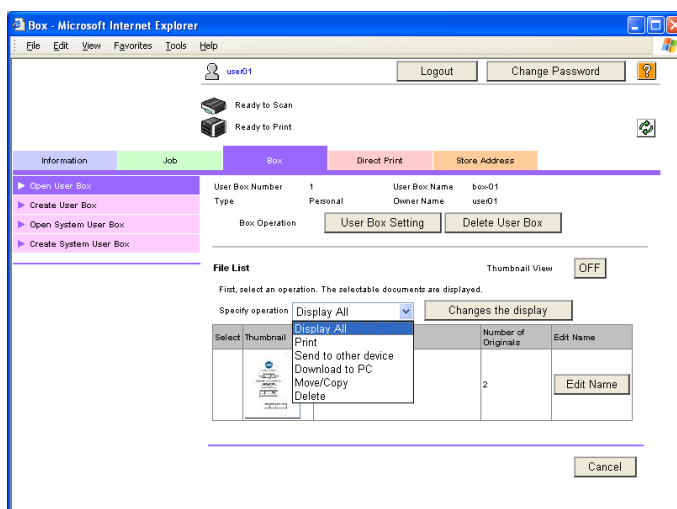 Box - Microsoft Internet Explorer
File Edit View Favorites Tools Help
user01 Logout Change Password ?
Ready to Scan
Ready to Print
Information Job Box Direct Print Store Address
Open User Box
Create User Box
Open System User Box
Create System User Box
User Box Number 1 User Box Name box-01
Type Personal Owner Name user01
Box Operation User Box Setting Delete User Box
File List Thumbnail View OFF
First, select an operation. The selectable documents are displayed.
Specify operation Display All Changes the display
Select Thumbnail Number of Originals Edit Name
Display All
Print
Send to other device
Download to PC
Move/Copy
Delete
2 Edit Name
Cancel